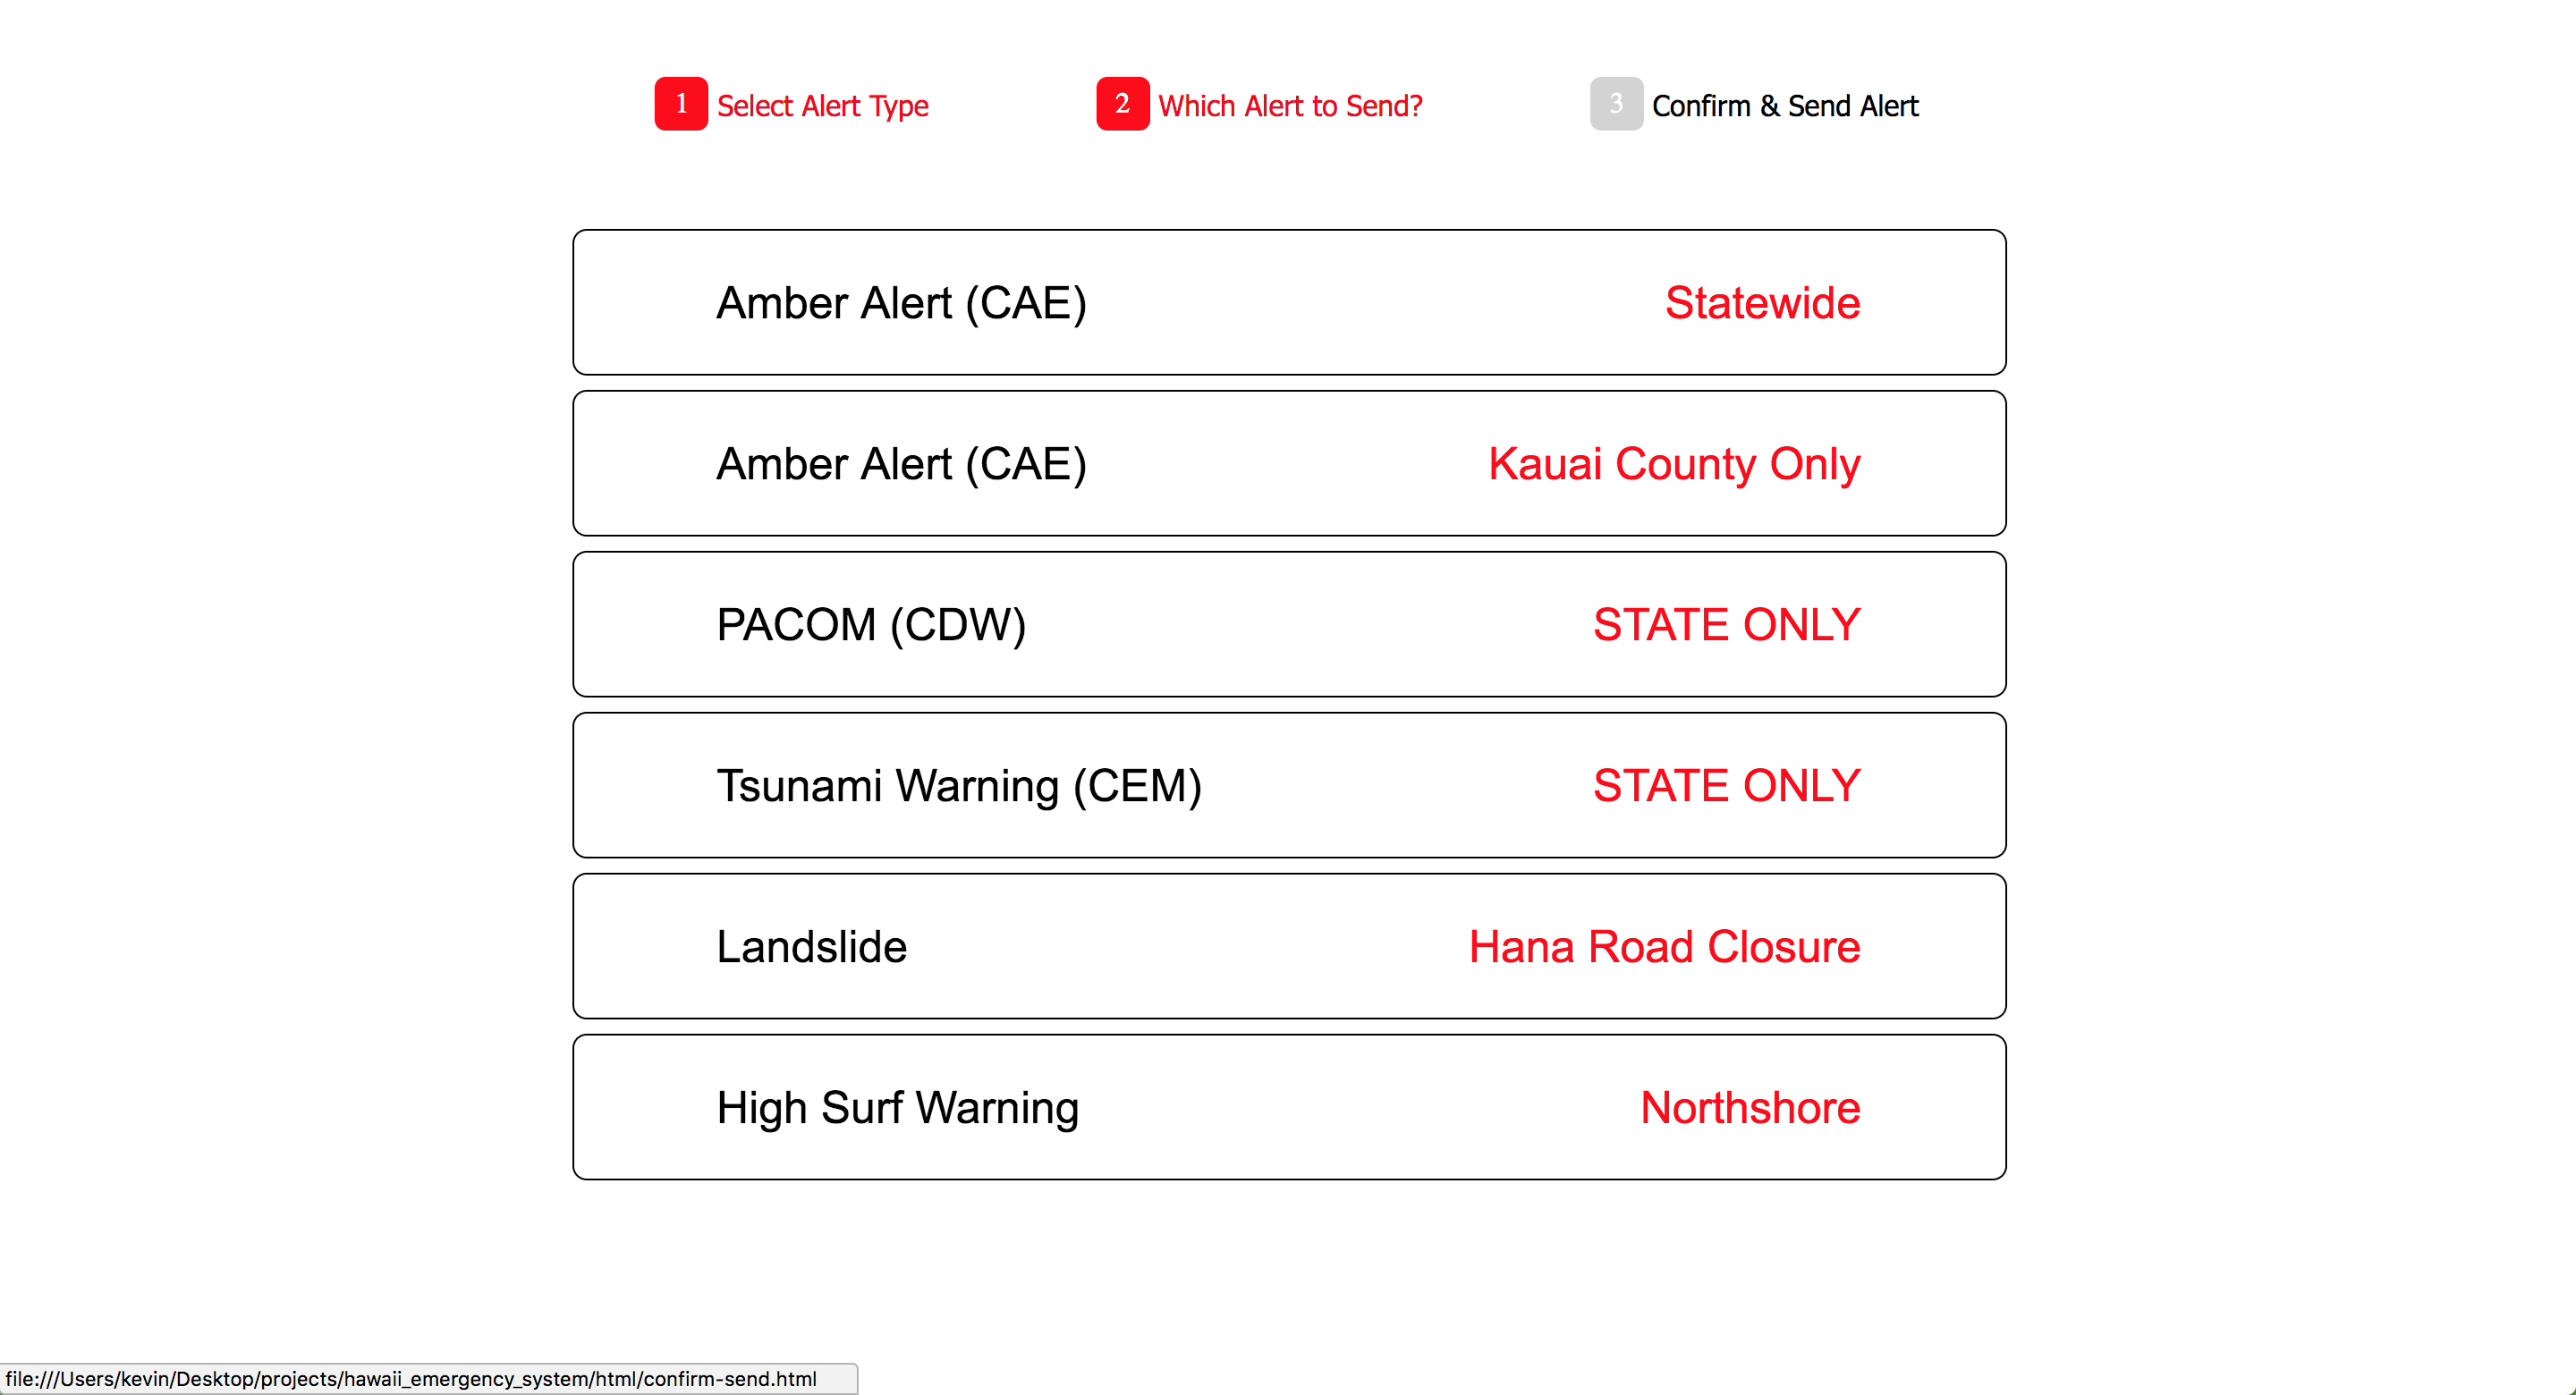 1 Select Alert Type 2 Which Alert to Send? 3 Confirm & Send Alert
Amber Alert (CAE) Statewide
Amber Alert (CAE) Kauai County Only
PACOM (CDW) STATE ONLY
Tsunami Warning (CEM) STATE ONLY
Landslide Hana Road Closure
High Surf Warning Northshore
file:///Users/kevin/Desktop/projects/hawaii_emergency_system/html/confirm-send.html